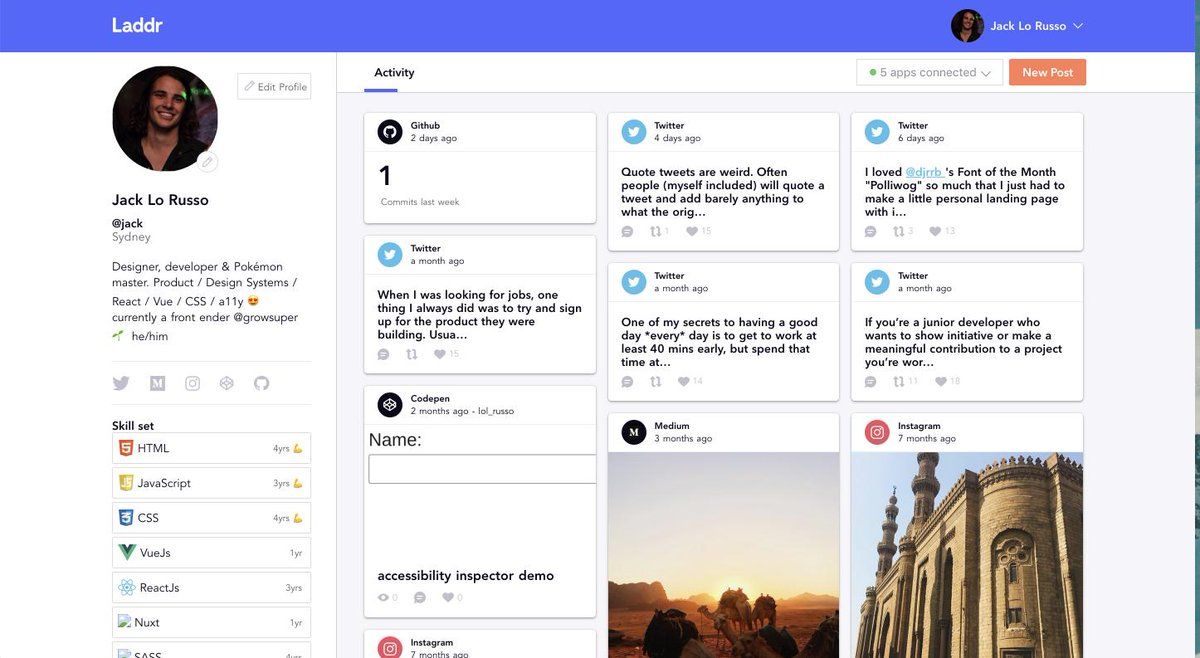 Laddr
Jack Lo Russo
Edit Profile
Jack Lo Russo
@jack
Sydney
Designer, developer & Pokémon
master. Product / Design Systems /
React / Vue / CSS / a11y 😍
currently a front ender @growsuper
🌱 he/him
Skill set
HTML 4yrs 💪
JavaScript 3yrs 💪
CSS 4yrs 💪
VueJs 1yr
ReactJs 3yrs
Nuxt 1yr
SASS 4yrs
Activity
5 apps connected
New Post
Github
2 days ago
1
Commits last week
Twitter
a month ago
When I was looking for jobs, one
thing I always did was to try and sign
up for the product they were
building. Usua...
15
Codepen
2 months ago - lol_russo
Name:
accessibility inspector demo
0 0
Instagram
7 months ago
Twitter
4 days ago
Quote tweets are weird. Often
people (myself included) will quote a
tweet and add barely anything to
what the orig...
1 15
Twitter
a month ago
One of my secrets to having a good
day *every* day is to get to work at
least 40 mins early, but spend that
time at...
14
Medium
3 months ago
Twitter
6 days ago
I loved @djrrb 's Font of the Month
"Polliwog" so much that I just had to
make a little personal landing page
with i...
3 13
Twitter
a month ago
If you're a junior developer who
wants to show initiative or make a
meaningful contribution to a project
you're wor...
11 18
Instagram
7 months ago